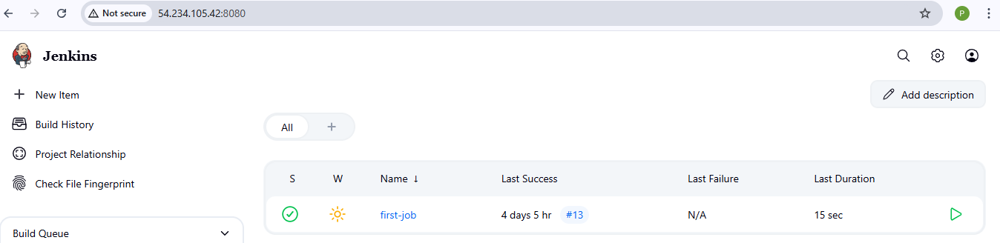 Not secure 54.234.105.42:8080
P
Jenkins
New Item
Add description
Build History
All +
Project Relationship
Check File Fingerprint
S W Name ↓ Last Success Last Failure Last Duration
first-job 4 days 5 hr #13 N/A 15 sec
Build Queue